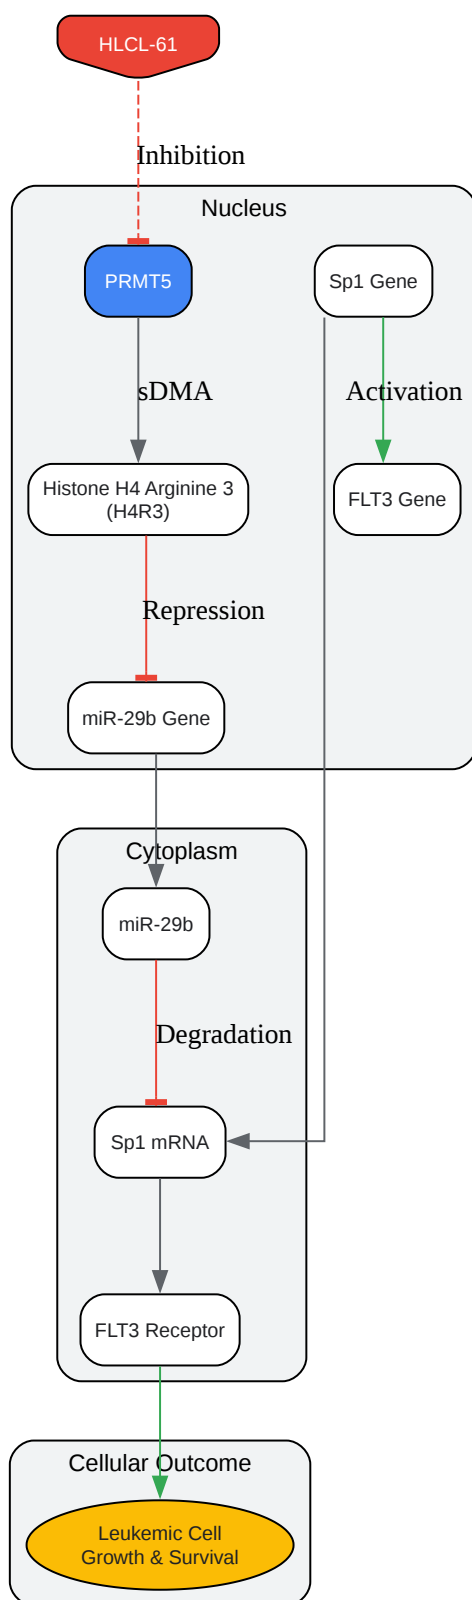 HLCL-61
Inhibition
Nucleus
PRMT5
Sp1 Gene
sDMA
Activation
Histone H4 Arginine 3
(H4R3)
FLT3 Gene
Repression
miR-29b Gene
Cytoplasm
miR-29b
Degradation
Sp1 mRNA
FLT3 Receptor
Cellular Outcome
Leukemic Cell
Growth & Survival